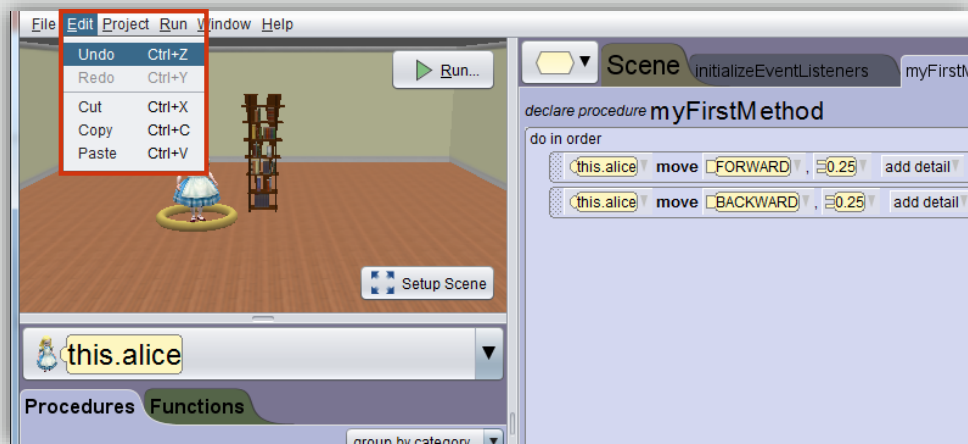 File Edit Project Run Window Help
Undo Ctrl+Z
Redo Ctrl+Y
Cut Ctrl+X
Copy Ctrl+C
Paste Ctrl+V
Run...
Setup Scene
this.alice
Procedures Functions
group by category
Scene initializeEventListeners myFirstM
declare procedure myFirstMethod
do in order
this.alice move FORWARD , 0.25 add detail
this.alice move BACKWARD , 0.25 add detail